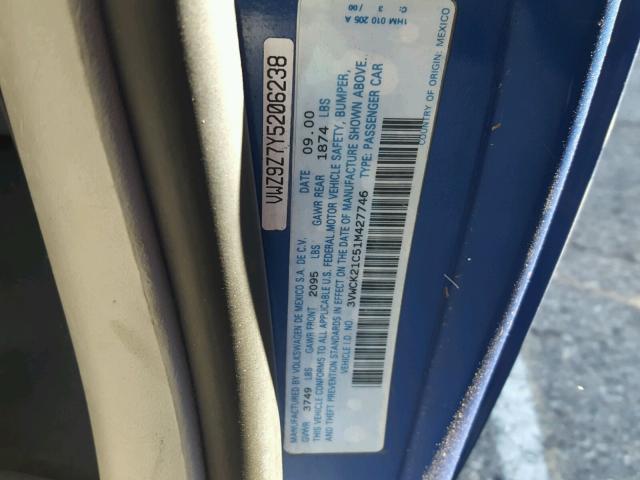 VWZ9Z7Y5206238
MANUFACTURED BY VOLKSWAGEN DE MEXICO S.A. DE C.V. DATE 09.00
GVWR 3749 LBS GAWR FRONT 2095 LBS GAWR REAR 1874 LBS
THIS VEHICLE CONFORMS TO ALL APPLICABLE U.S. FEDERAL MOTOR VEHICLE SAFETY, BUMPER,
AND THEFT PREVENTION STANDARDS IN EFFECT ON THE DATE OF MANUFACTURE SHOWN ABOVE.
VEHICLE I.D. NO. 3VWCK21C51M427746 TYPE: PASSENGER CAR
COUNTRY OF ORIGIN: MEXICO
1HM 010 205 A
3 / 00